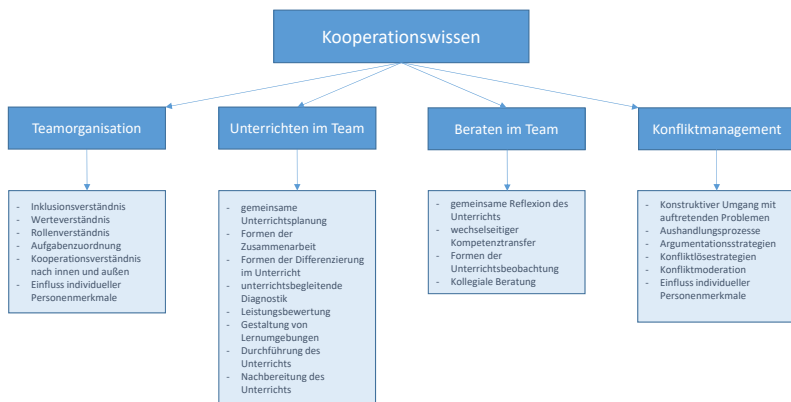 Kooperationswissen
Teamorganisation
Unterrichten im Team
Beraten im Team
Konfliktmanagement
- Inklusionsverständnis
- Werteverständnis
- Rollenverständnis
- Aufgabenzuordnung
- Kooperationsverständnis
nach innen und außen
- Einfluss individueller
Personenmerkmale
- gemeinsame
Unterrichtsplanung
- Formen der
Zusammenarbeit
- Formen der Differenzierung
im Unterricht
- unterrichtsbegleitende
Diagnostik
- Leistungsbewertung
- Gestaltung von
Lernumgebungen
- Durchführung des
Unterrichts
- Nachbereitung des
Unterrichts
- gemeinsame Reflexion des
Unterrichts
- wechselseitiger
Kompetenztransfer
- Formen der
Unterrichtsbeobachtung
- Kollegiale Beratung
- Konstruktiver Umgang mit
auftretenden Problemen
- Aushandlungsprozesse
- Argumentationsstrategien
- Konfliktlösestrategien
- Konfliktmoderation
- Einfluss individueller
Personenmerkmale